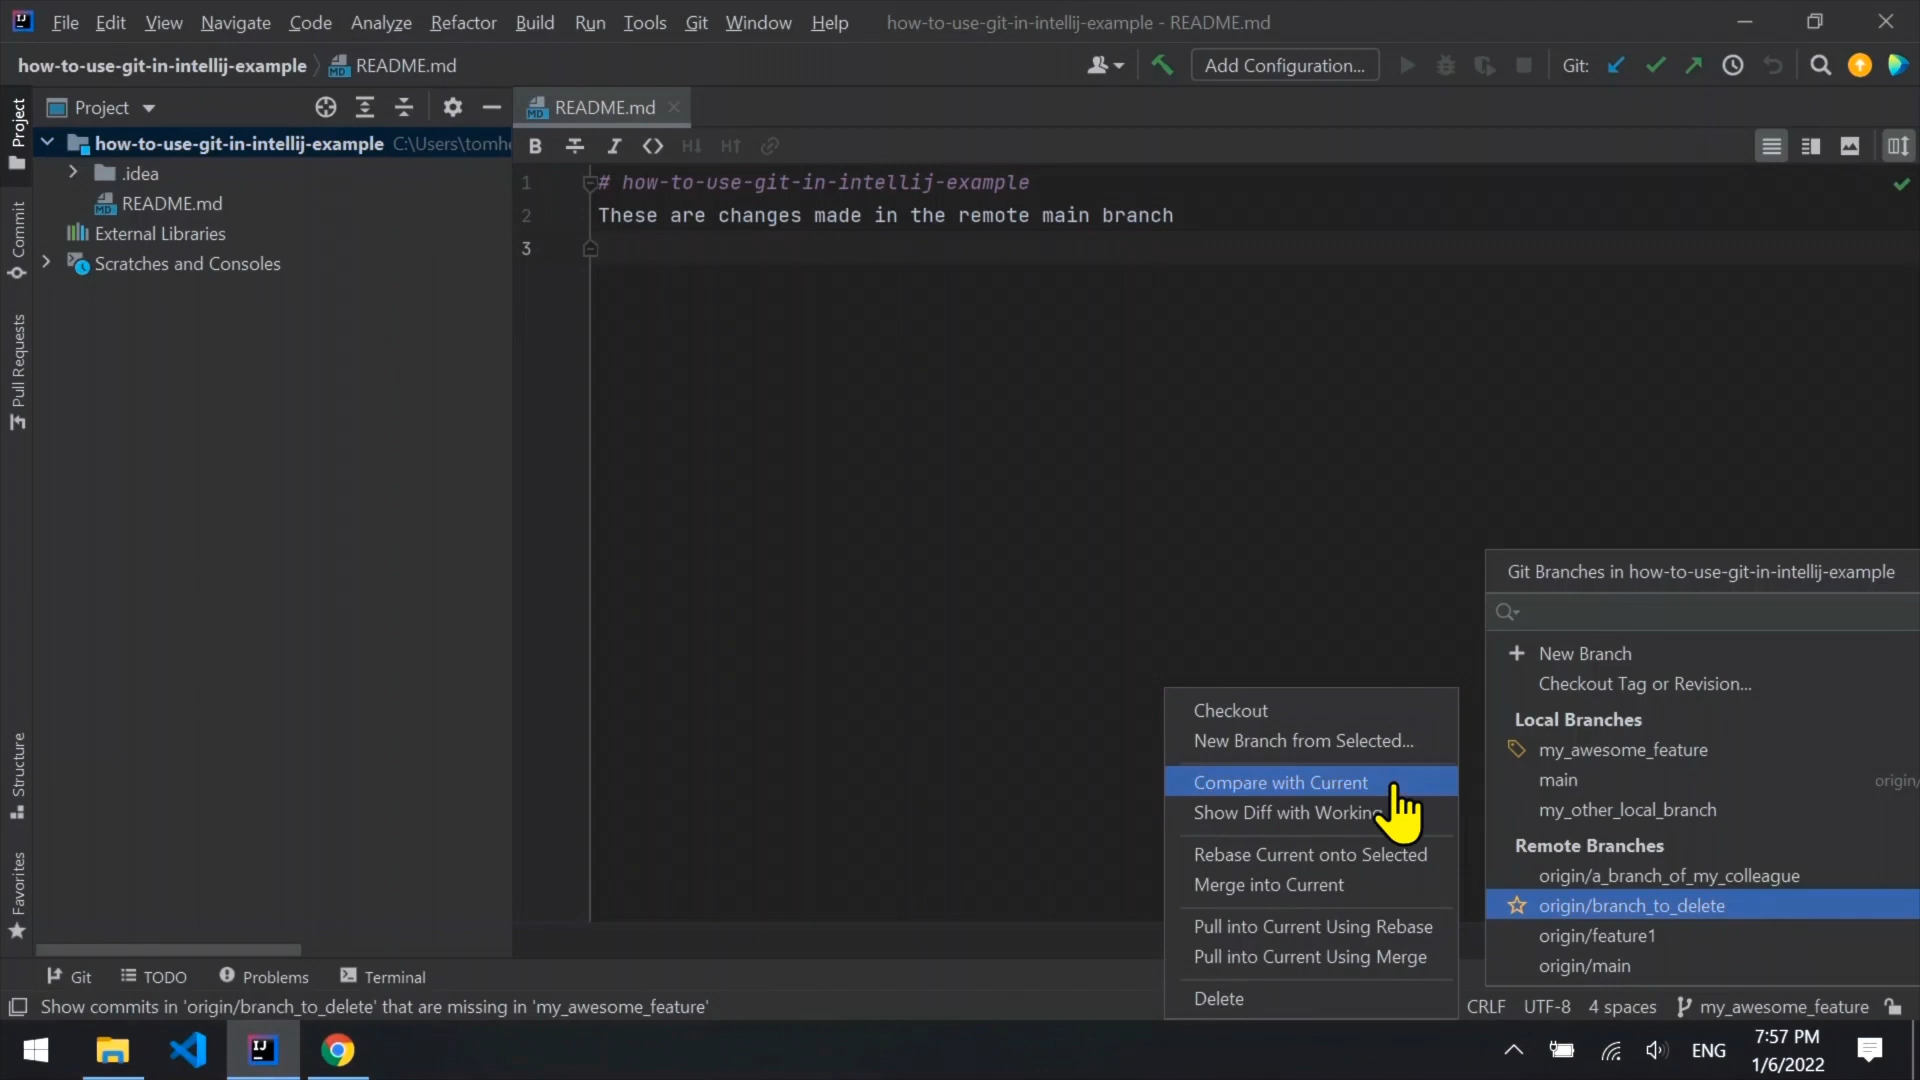 File Edit View Navigate Code Analyze Refactor Build Run Tools Git Window Help how-to-use-git-in-intellij-example - README.md
how-to-use-git-in-intellij-example README.md Add Configuration... Git:
Project README.md
how-to-use-git-in-intellij-example C:\Users\tomhe
.idea
README.md
External Libraries
Scratches and Consoles
Project
Commit
Pull Requests
Structure
Favorites
B I <> H↓ H↑
1 # how-to-use-git-in-intellij-example
2 These are changes made in the remote main branch
3
Checkout
New Branch from Selected...
Compare with Current
Show Diff with Working
Rebase Current onto Selected
Merge into Current
Pull into Current Using Rebase
Pull into Current Using Merge
Delete
Git Branches in how-to-use-git-in-intellij-example
New Branch
Checkout Tag or Revision...
Local Branches
my_awesome_feature
main origin/
my_other_local_branch
Remote Branches
origin/a_branch_of_my_colleague
origin/branch_to_delete
origin/feature1
origin/main
Git TODO Problems Terminal
Show commits in 'origin/branch_to_delete' that are missing in 'my_awesome_feature' CRLF UTF-8 4 spaces my_awesome_feature
ENG 7:57 PM
1/6/2022